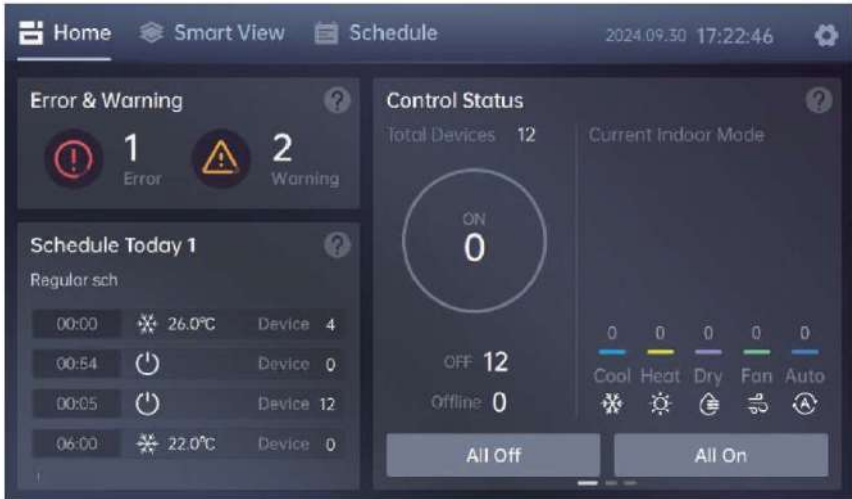 Home Smart View Schedule 2024.09.30 17:22:46
Error & Warning ?
1 Error
2 Warning
Schedule Today 1 ?
Regular sch
00:00 26.0°C Device 4
00:54 Device 0
00:05 Device 12
06:00 22.0°C Device 0
Control Status ?
Total Devices 12
ON
0
OFF 12
Offline 0
Current Indoor Mode
0 0 0 0 0
Cool Heat Dry Fan Auto
A
All Off All On